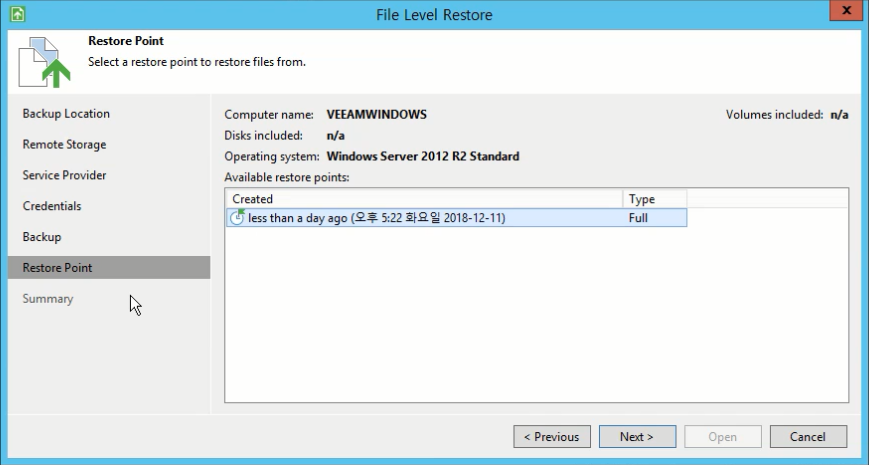 File Level Restore
x
Restore Point
Select a restore point to restore files from.
Backup Location
Remote Storage
Service Provider
Credentials
Backup
Restore Point
Summary
Computer name: VEEAMWINDOWS Volumes included: n/a
Disks included: n/a
Operating system: Windows Server 2012 R2 Standard
Available restore points:
Created Type
less than a day ago (오후 5:22 화요일 2018-12-11) Full
< Previous Next > Open Cancel